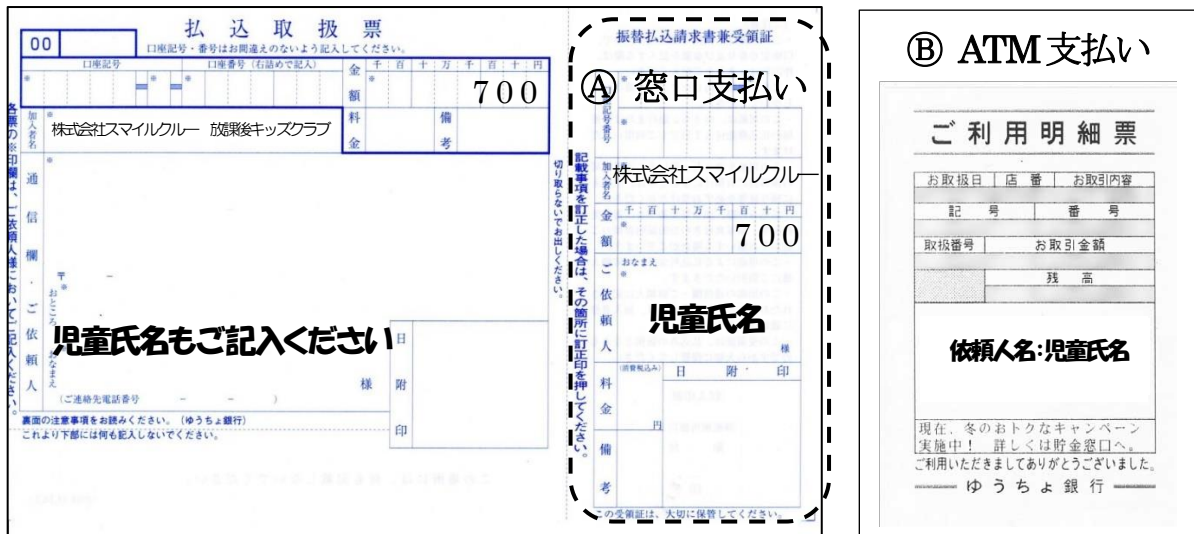 払込取扱票
00
口座記号・番号はお間違えのないよう記入してください。
口座記号
口座番号（右詰めで記入）
金額
千百十万千百十円
※
700
加入者名
※
株式会社スマイルクルー 放課後キッズクラブ
料金
備考
各票の※印欄は、ご依頼人様においてご記入ください。
通信欄・ご依頼人
※
〒 －
おところ
※
児童氏名もご記入ください
おなまえ
様
（ご連絡先電話番号 － － ）
日附印
裏面の注意事項をお読みください。（ゆうちょ銀行）
これより下部には何も記入しないでください。
切り取らないでお出しください。
記載事項を訂正した場合は、その箇所に訂正印を押してください。
振替払込請求書兼受領証
Ⓐ 窓口支払い
口座記号番号
※
加入者名
株式会社スマイルクルー
金額
千百十万千百十円
※
700
ご依頼人
おなまえ
※
児童氏名
様
料金
（消費税込み）
円
日附印
備考
この受領証は、大切に保管してください。
Ⓑ ATM支払い
ご利用明細票
お取扱日 店番 お取引内容
記号 番号
取扱番号 お取引金額
残高
依頼人名:児童氏名
現在、冬のおトクなキャンペーン
実施中！ 詳しくは貯金窓口へ。
ご利用いただきましてありがとうございました。
ゆうちょ銀行